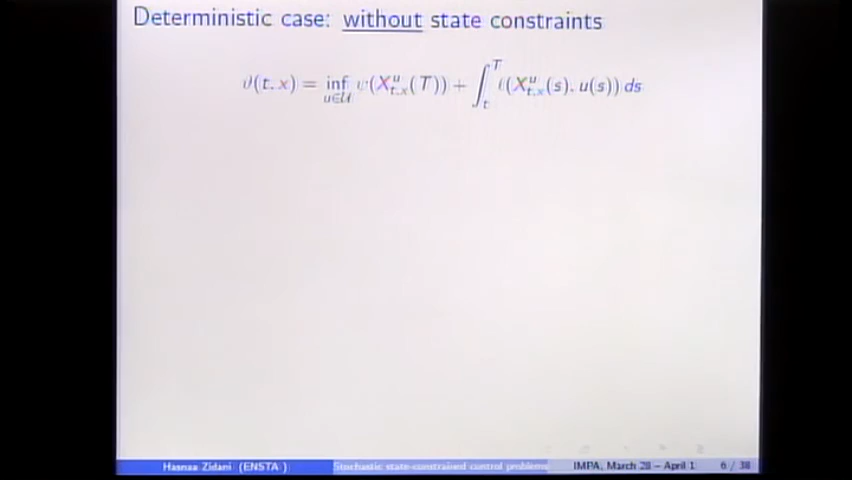 Deterministic case: without state constraints
ϑ(t, x) = inf u∈𝒰 ψ(X^u_{t,x}(T)) + ∫_t^T ℓ(X^u_{t,x}(s), u(s)) ds
Hasnaa Zidani (ENSTA) Stochastic state-constrained control problems IMPA, March 28 – April 1 6 / 38